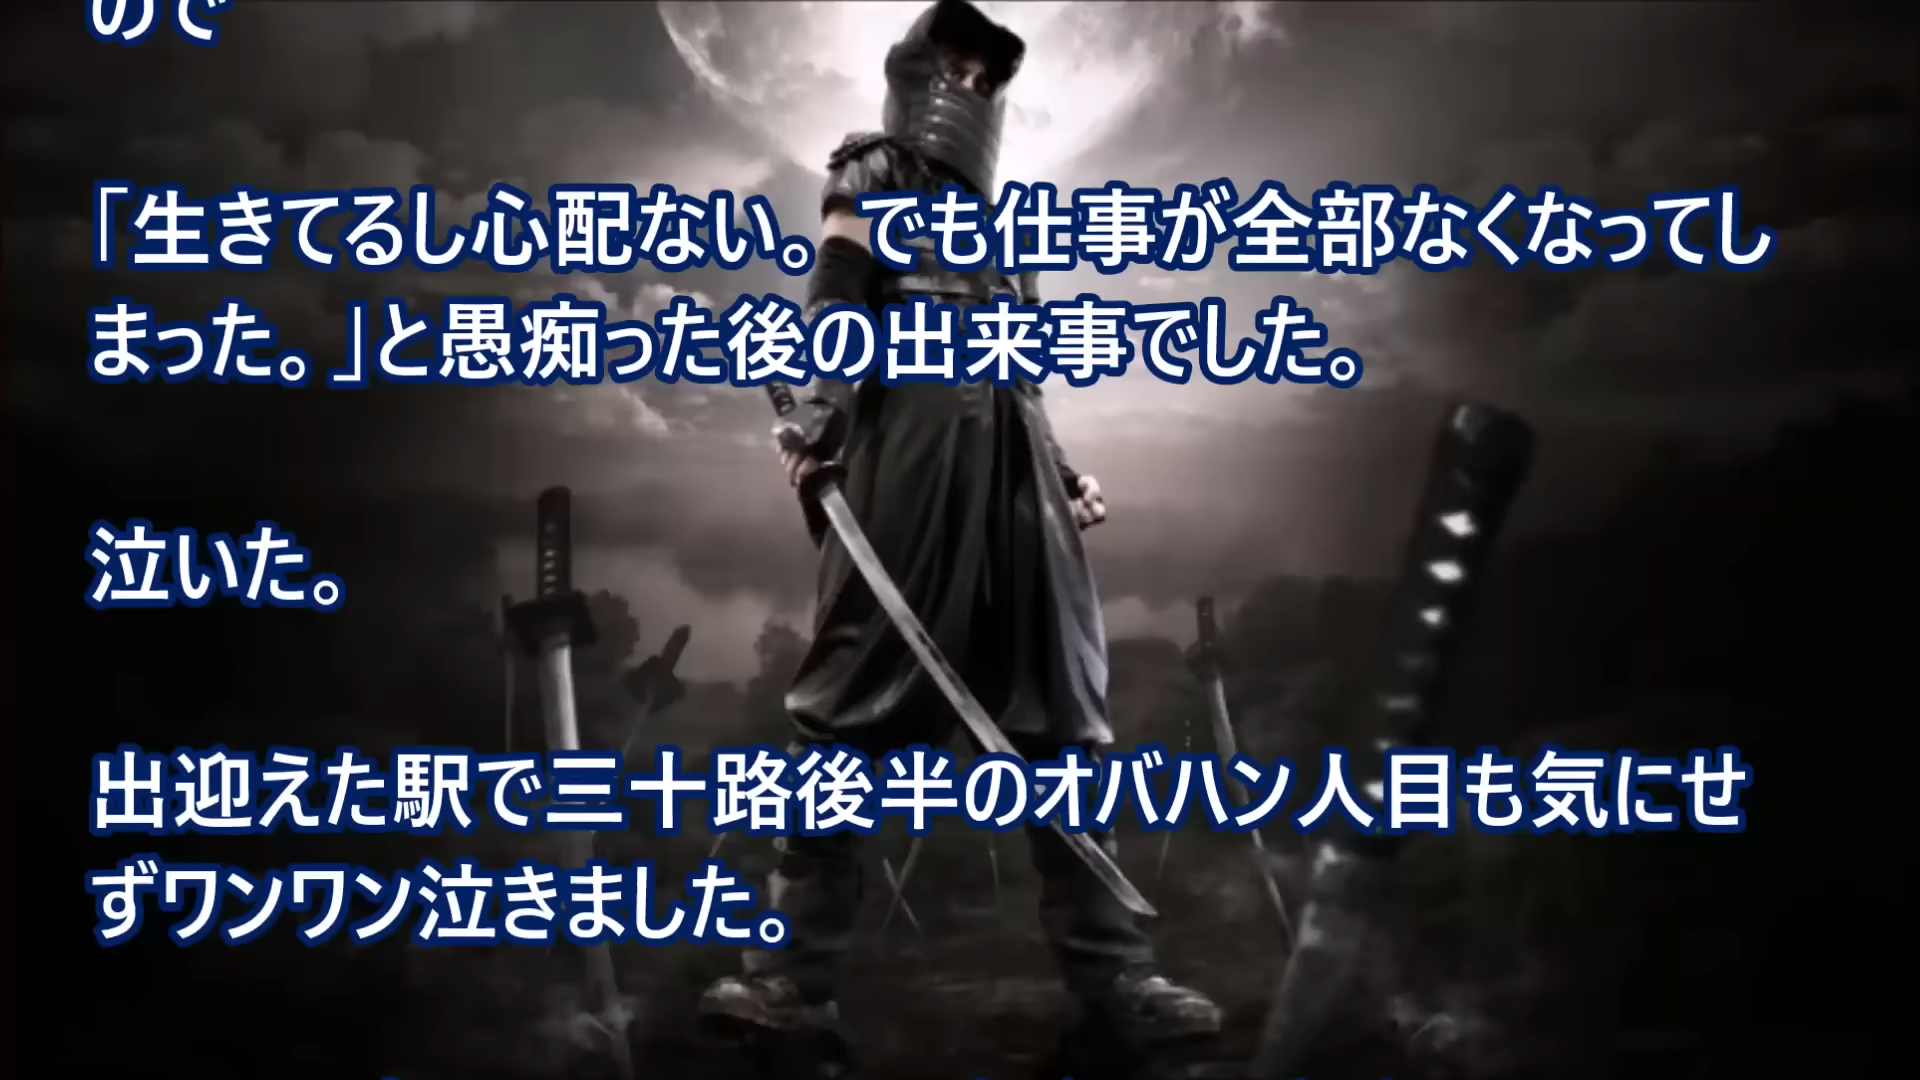 ので
「生きてるし心配ない。でも仕事が全部なくなってし
まった。」と愚痴った後の出来事でした。
泣いた。
出迎えた駅で三十路後半のオバハン人目も気にせ
ずワンワン泣きました。